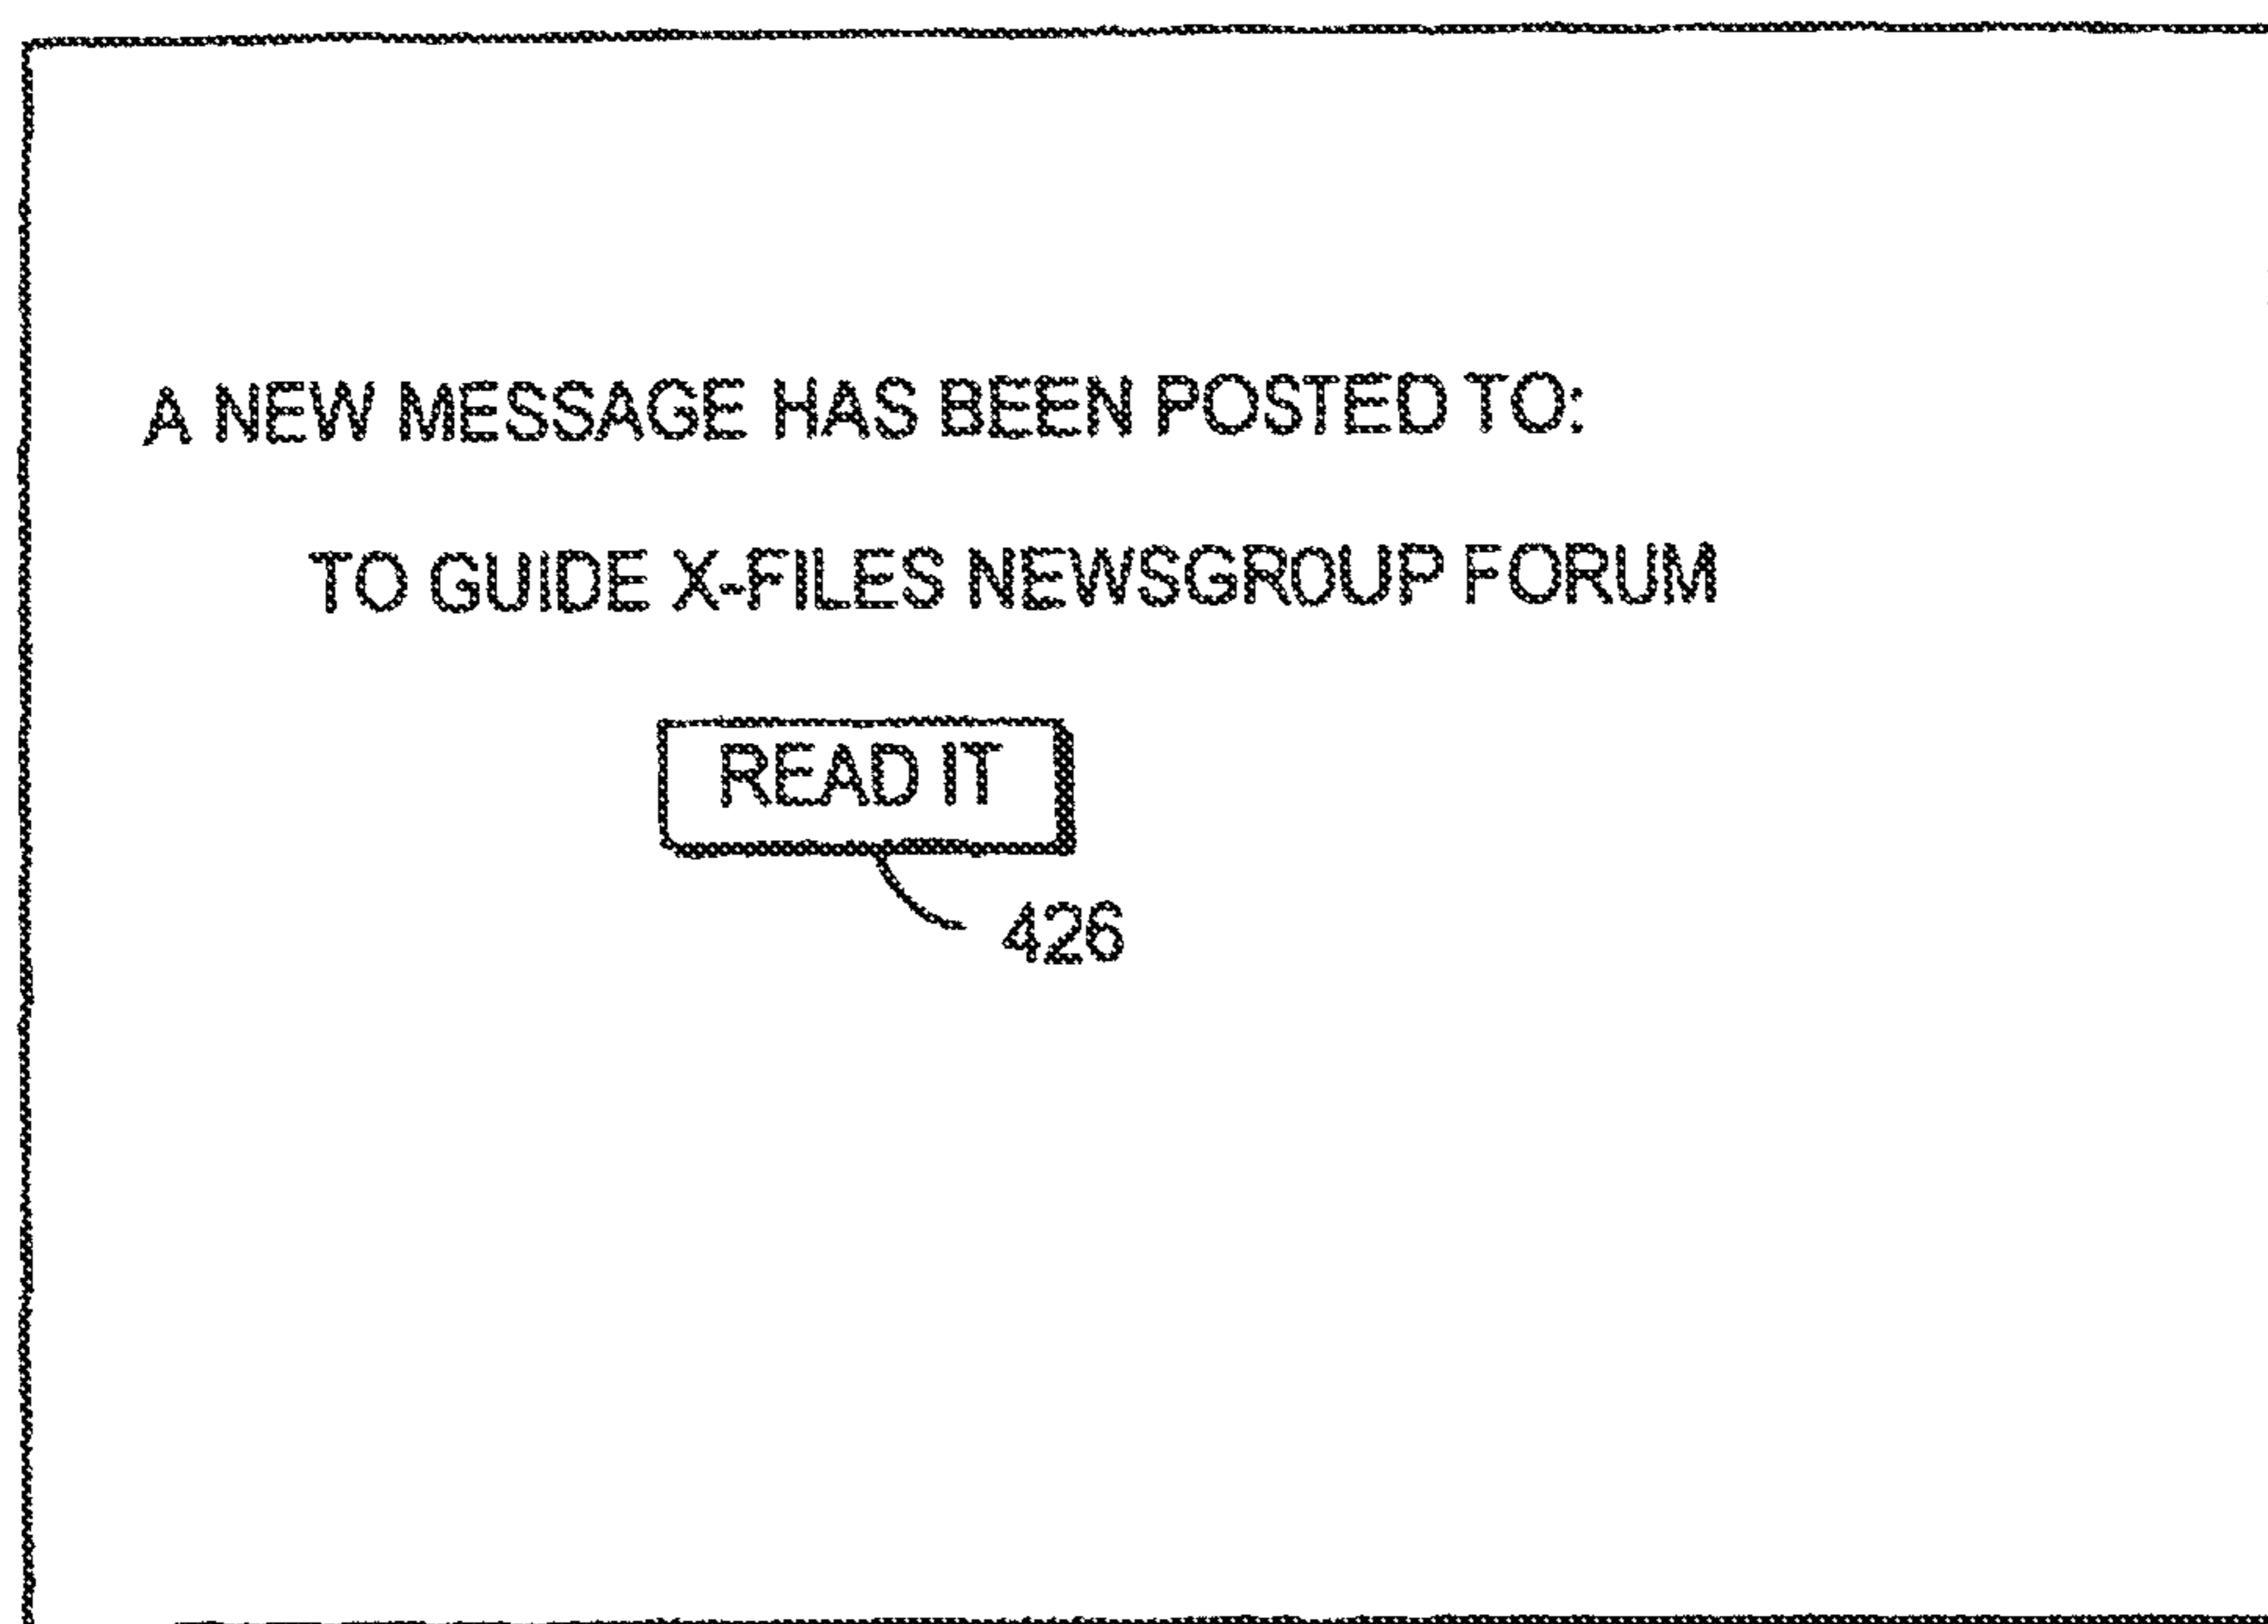 A NEW MESSAGE HAS BEEN POSTED TO:
TO GUIDE X-FILES NEWSGROUP FORUM
READ IT
426